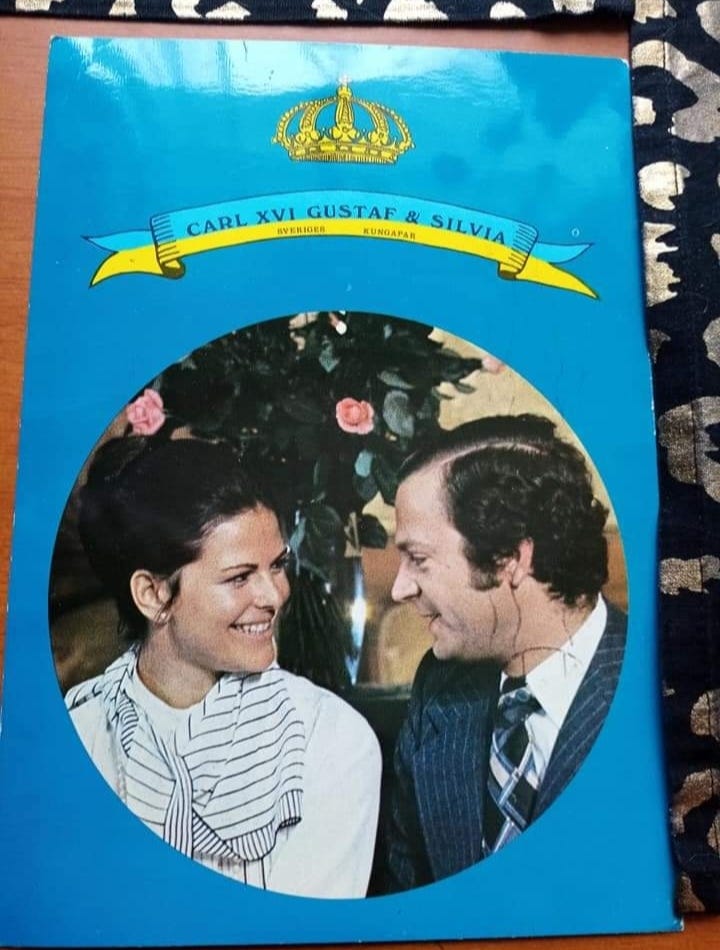 CARL XVI GUSTAF & SILVIA
SVERIGES KUNGAPAR